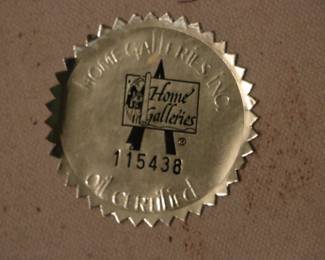 HOME GALLERIES INC.
Home
Galleries
®
115438
OIL CERTIFIED